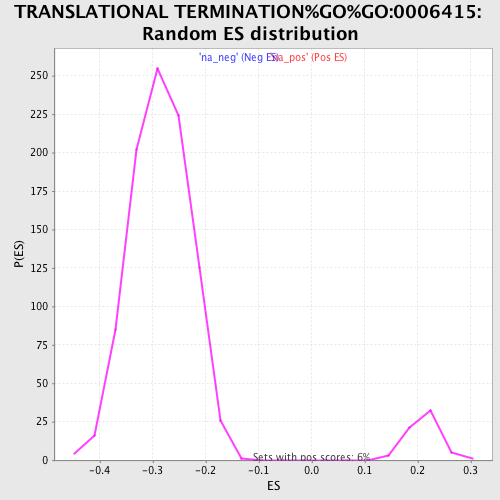 TRANSLATIONAL TERMINATION%GO%GO:0006415:
Random ES distribution
'na_neg' (Neg ES)
'na_pos' (Pos ES)
250
225
200
175
150
125
100
75
50
25
0
P(ES)
Sets with pos scores: 6%
-0.4
-0.3
-0.2
-0.1
0.0
0.1
0.2
0.3
ES